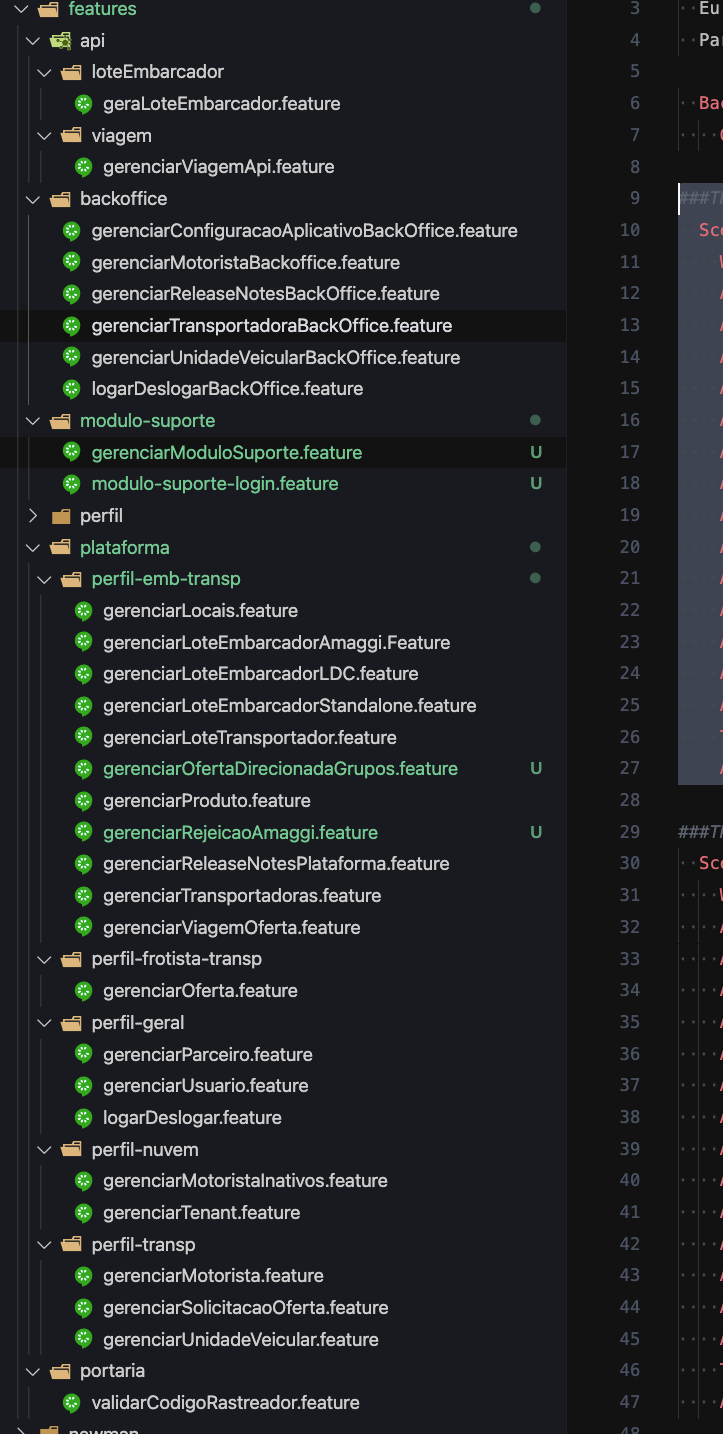 features
api
loteEmbarcador
geraLoteEmbarcador.feature
viagem
gerenciarViagemApi.feature
backoffice
gerenciarConfiguracaoAplicativoBackOffice.feature
gerenciarMotoristaBackoffice.feature
gerenciarReleaseNotesBackOffice.feature
gerenciarTransportadoraBackOffice.feature
gerenciarUnidadeVeicularBackOffice.feature
logarDeslogarBackOffice.feature
modulo-suporte
gerenciarModuloSuporte.feature U
modulo-suporte-login.feature U
perfil
plataforma
perfil-emb-transp
gerenciarLocais.feature
gerenciarLoteEmbarcadorAmaggi.Feature
gerenciarLoteEmbarcadorLDC.feature
gerenciarLoteEmbarcadorStandalone.feature
gerenciarLoteTransportador.feature
gerenciarOfertaDirecionadaGrupos.feature U
gerenciarProduto.feature
gerenciarRejeicaoAmaggi.feature U
gerenciarReleaseNotesPlataforma.feature
gerenciarTransportadoras.feature
gerenciarViagemOferta.feature
perfil-frotista-transp
gerenciarOferta.feature
perfil-geral
gerenciarParceiro.feature
gerenciarUsuario.feature
logarDeslogar.feature
perfil-nuvem
gerenciarMotoristaInativos.feature
gerenciarTenant.feature
perfil-transp
gerenciarMotorista.feature
gerenciarSolicitacaoOferta.feature
gerenciarUnidadeVeicular.feature
portaria
validarCodigoRastreador.feature
newman
3 Eu
4 Par
5
6 Bac
7
8
9
10 Sce
11
12
13
14
15
16
17
18
19
20
21
22
23
24
25
26
27
28
29 ###T
30 Sce
31
32
33
34
35
36
37
38
39
40
41
42
43
44
45
46
47
48